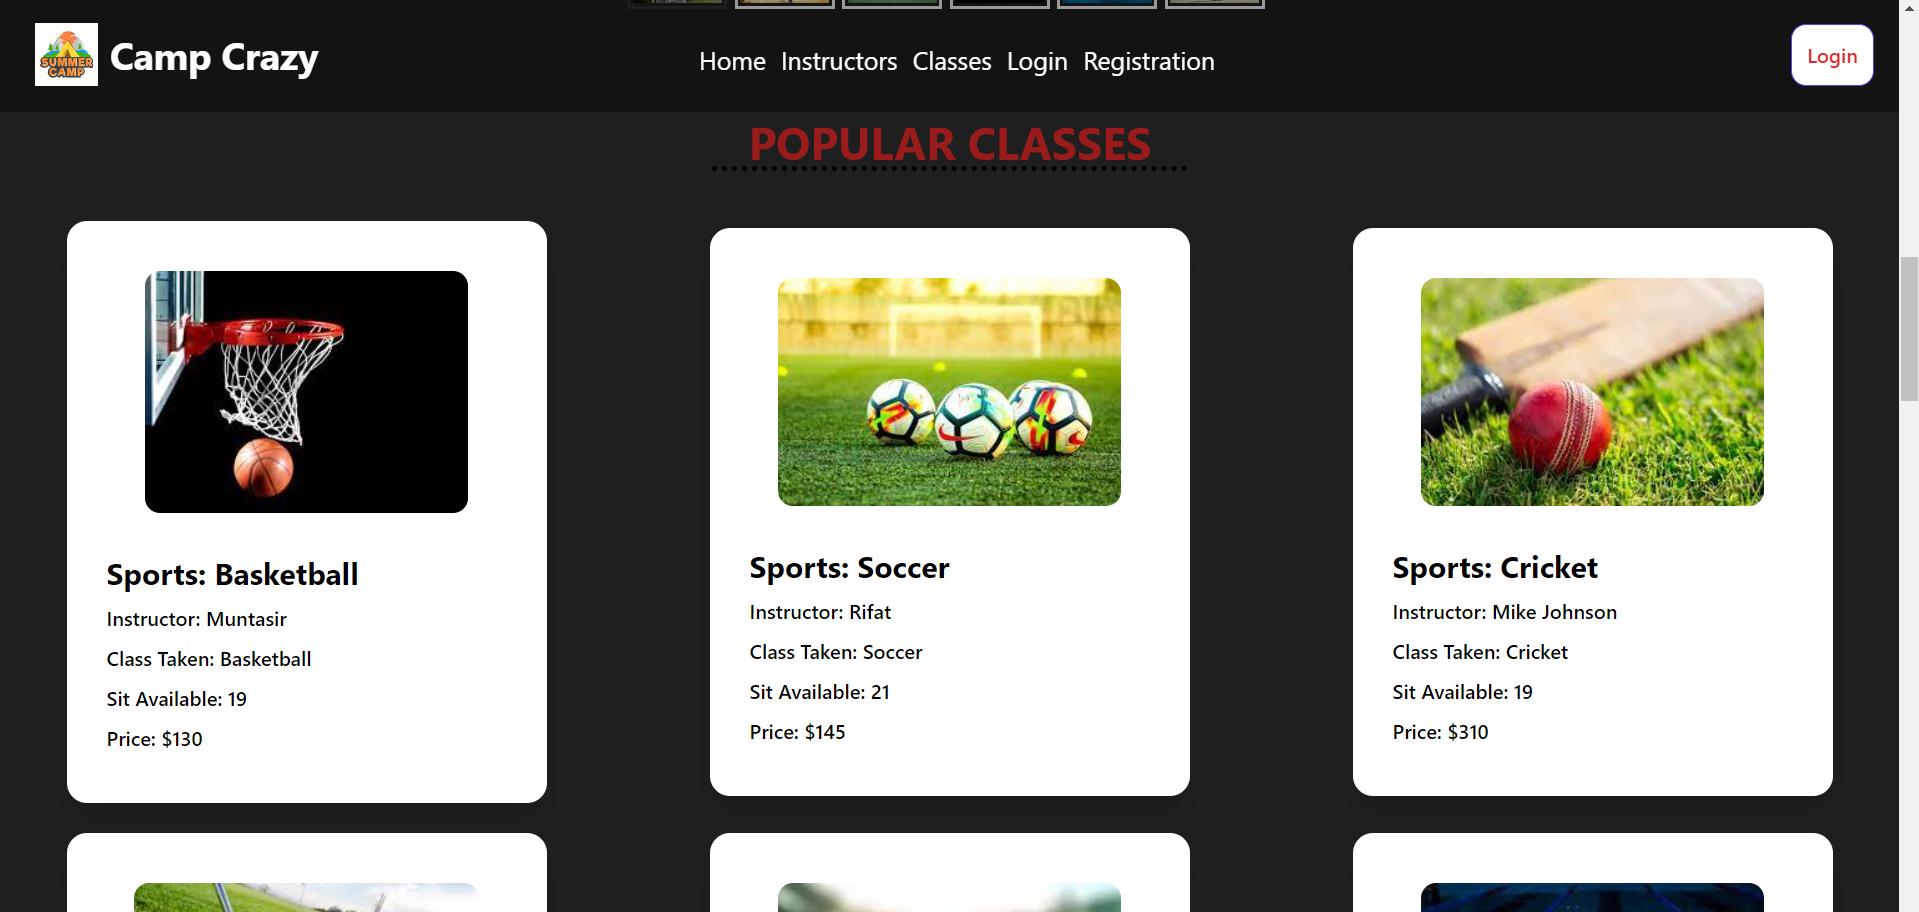 SUMMER
CAMP
Camp Crazy
Home Instructors Classes Login Registration
Login
POPULAR CLASSES
Sports: Basketball
Instructor: Muntasir
Class Taken: Basketball
Sit Available: 19
Price: $130
Sports: Soccer
Instructor: Rifat
Class Taken: Soccer
Sit Available: 21
Price: $145
Sports: Cricket
Instructor: Mike Johnson
Class Taken: Cricket
Sit Available: 19
Price: $310